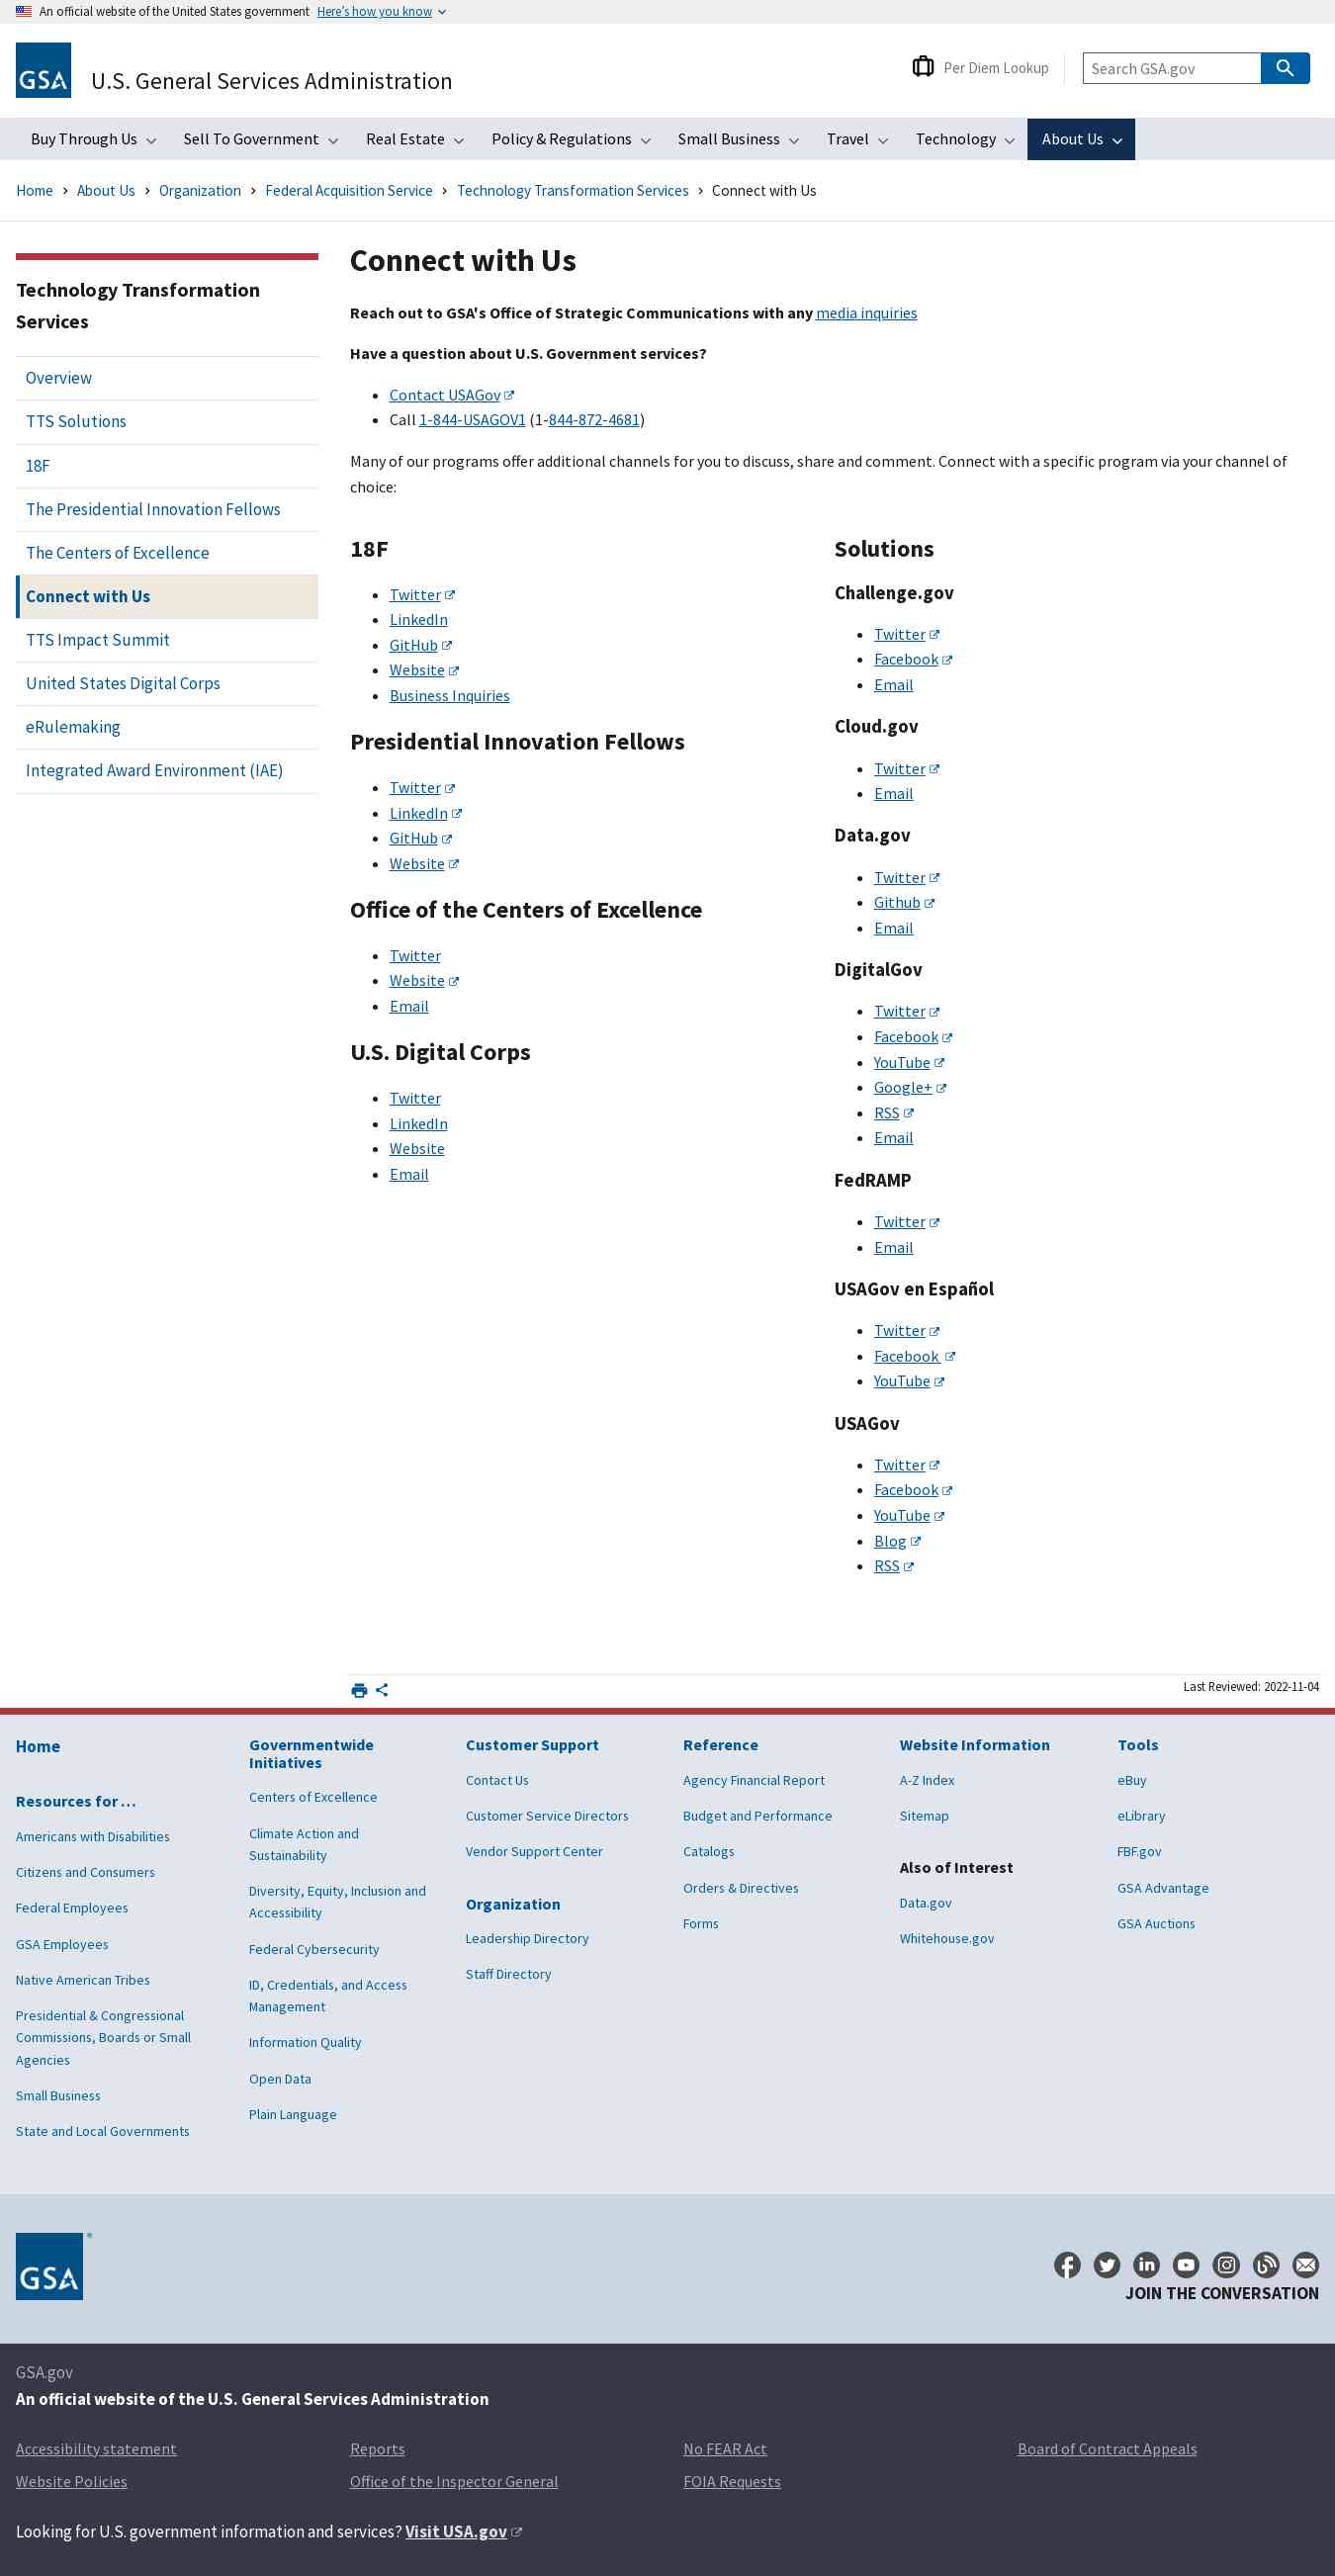 An official website of the United States government Here’s how you know
GSA
U.S. General Services Administration
Per Diem Lookup
Search GSA.gov
Buy Through Us Sell To Government Real Estate Policy & Regulations Small Business Travel Technology About Us
Home › About Us › Organization › Federal Acquisition Service › Technology Transformation Services › Connect with Us
Technology Transformation
Services
Overview
TTS Solutions
18F
The Presidential Innovation Fellows
The Centers of Excellence
Connect with Us
TTS Impact Summit
United States Digital Corps
eRulemaking
Integrated Award Environment (IAE)
Connect with Us
Reach out to GSA's Office of Strategic Communications with any media inquiries
Have a question about U.S. Government services?
• Contact USAGov
• Call 1-844-USAGOV1 (1-844-872-4681)
Many of our programs offer additional channels for you to discuss, share and comment. Connect with a specific program via your channel of
choice:
18F
• Twitter
• LinkedIn
• GitHub
• Website
• Business Inquiries
Presidential Innovation Fellows
• Twitter
• LinkedIn
• GitHub
• Website
Office of the Centers of Excellence
• Twitter
• Website
• Email
U.S. Digital Corps
• Twitter
• LinkedIn
• Website
• Email
Solutions
Challenge.gov
• Twitter
• Facebook
• Email
Cloud.gov
• Twitter
• Email
Data.gov
• Twitter
• Github
• Email
DigitalGov
• Twitter
• Facebook
• YouTube
• Google+
• RSS
• Email
FedRAMP
• Twitter
• Email
USAGov en Español
• Twitter
• Facebook
• YouTube
USAGov
• Twitter
• Facebook
• YouTube
• Blog
• RSS
Last Reviewed: 2022-11-04
Home
Resources for …
Americans with Disabilities
Citizens and Consumers
Federal Employees
GSA Employees
Native American Tribes
Presidential & Congressional
Commissions, Boards or Small
Agencies
Small Business
State and Local Governments
Governmentwide
Initiatives
Centers of Excellence
Climate Action and
Sustainability
Diversity, Equity, Inclusion and
Accessibility
Federal Cybersecurity
ID, Credentials, and Access
Management
Information Quality
Open Data
Plain Language
Customer Support
Contact Us
Customer Service Directors
Vendor Support Center
Organization
Leadership Directory
Staff Directory
Reference
Agency Financial Report
Budget and Performance
Catalogs
Orders & Directives
Forms
Website Information
A-Z Index
Sitemap
Also of Interest
Data.gov
Whitehouse.gov
Tools
eBuy
eLibrary
FBF.gov
GSA Advantage
GSA Auctions
GSA ®
JOIN THE CONVERSATION
GSA.gov
An official website of the U.S. General Services Administration
Accessibility statement Reports No FEAR Act Board of Contract Appeals
Website Policies Office of the Inspector General FOIA Requests
Looking for U.S. government information and services? Visit USA.gov